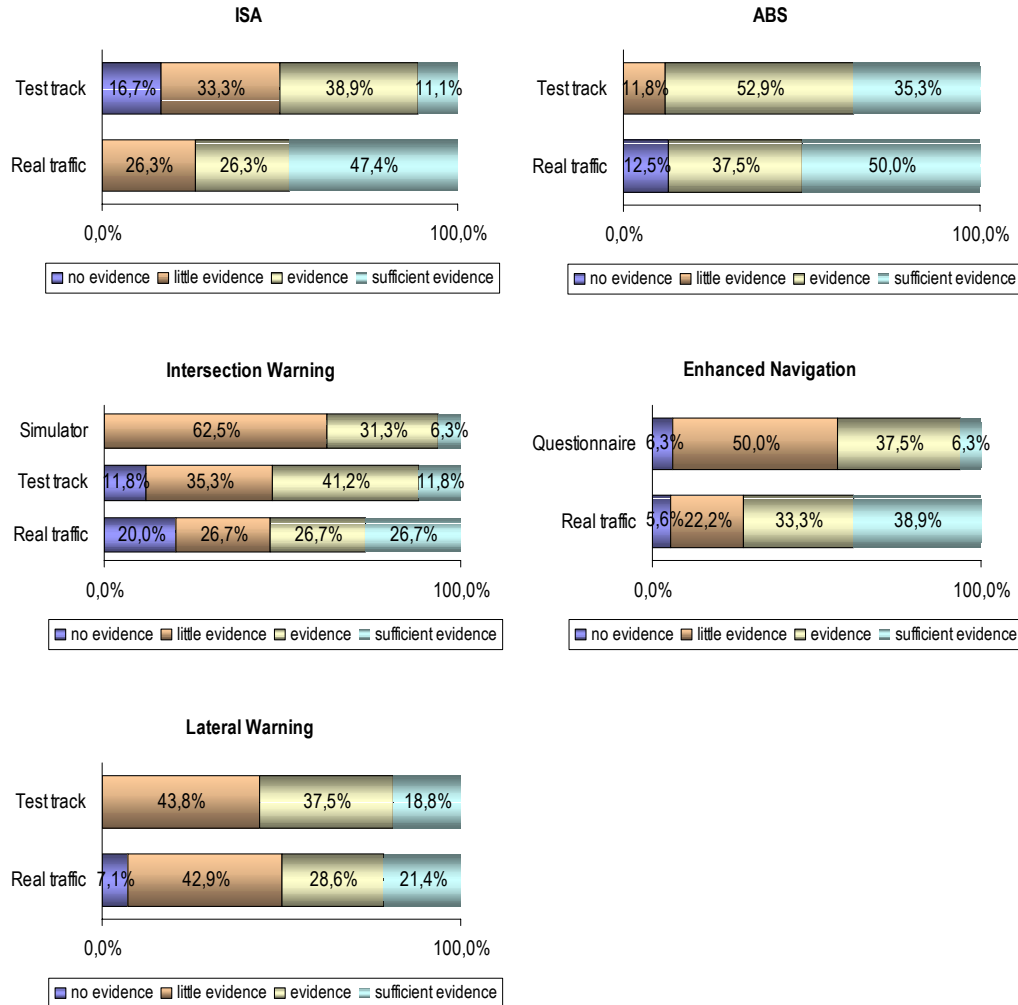 ISA
Test track 16,7% 33,3% 38,9% 11,1%
Real traffic 26,3% 26,3% 47,4%
0,0% 100,0%
no evidence little evidence evidence sufficient evidence
ABS
Test track 11,8% 52,9% 35,3%
Real traffic 12,5% 37,5% 50,0%
0,0% 100,0%
no evidence little evidence evidence sufficient evidence
Intersection Warning
Simulator 62,5% 31,3% 6,3%
Test track 11,8% 35,3% 41,2% 11,8%
Real traffic 20,0% 26,7% 26,7% 26,7%
0,0% 100,0%
no evidence little evidence evidence sufficient evidence
Enhanced Navigation
Questionnaire 6,3% 50,0% 37,5% 6,3%
Real traffic 5,6% 22,2% 33,3% 38,9%
0,0% 100,0%
no evidence little evidence evidence sufficient evidence
Lateral Warning
Test track 43,8% 37,5% 18,8%
Real traffic 7,1% 42,9% 28,6% 21,4%
0,0% 100,0%
no evidence little evidence evidence sufficient evidence